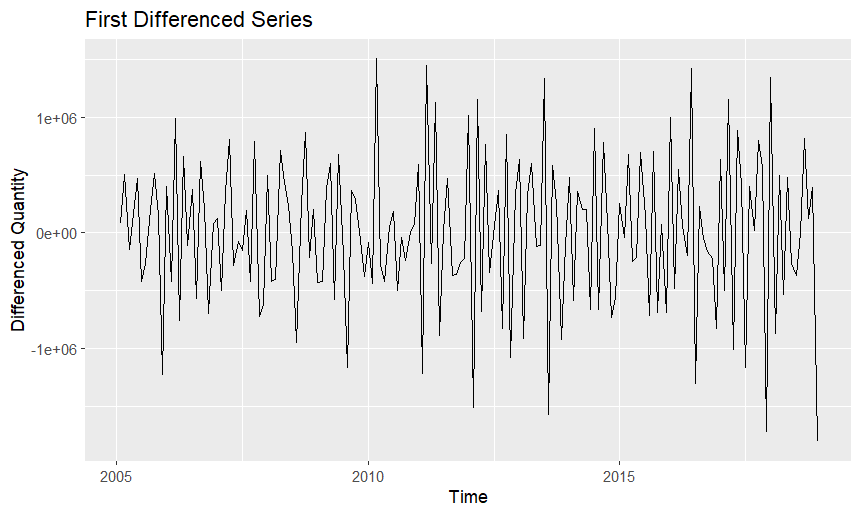 First Differenced Series
Differenced Quantity
1e+06
0e+00
-1e+06
2005
2010
2015
Time